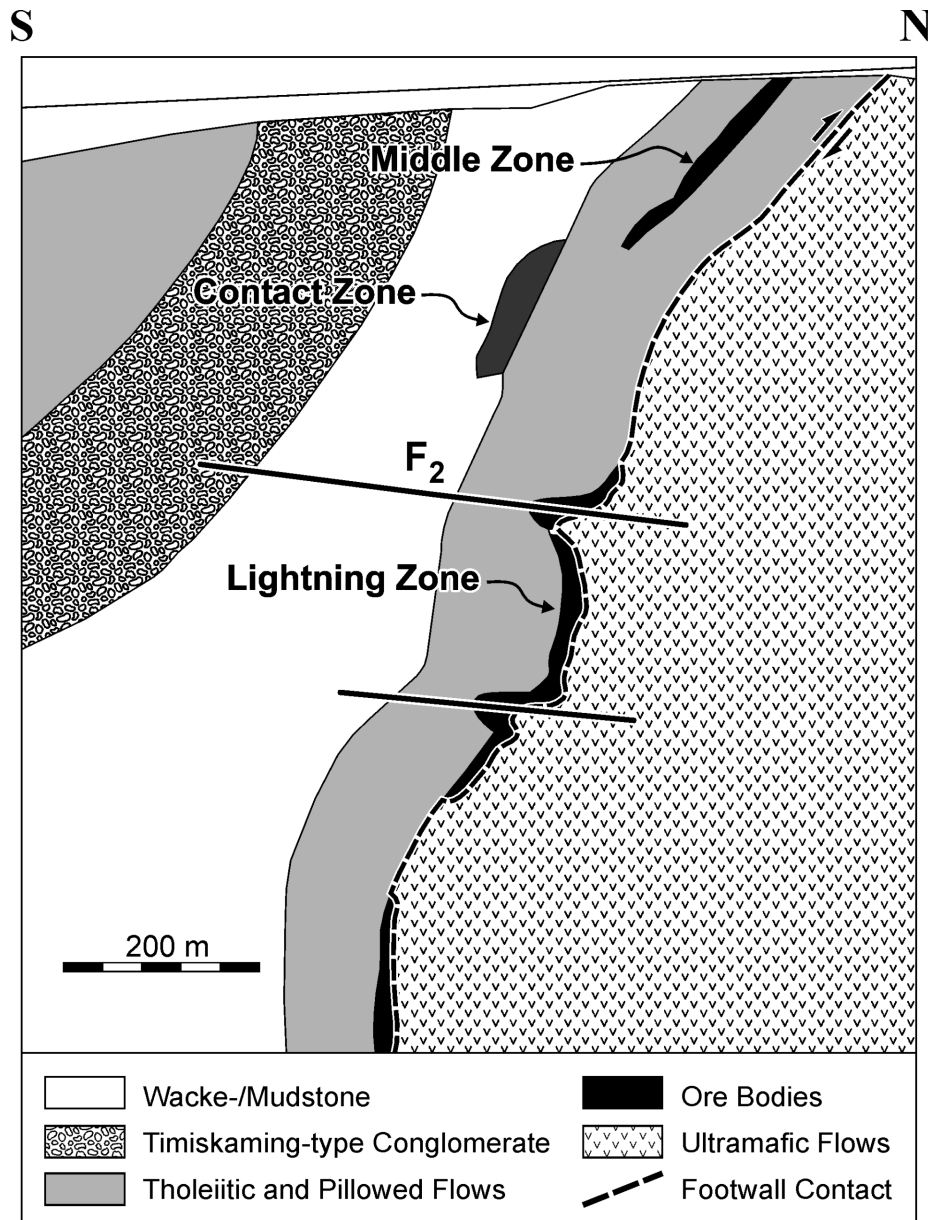 S N
Middle Zone
Contact Zone
F2
Lightning Zone
200 m
Wacke-/Mudstone
Timiskaming-type Conglomerate
Tholeiitic and Pillowed Flows
Ore Bodies
Ultramafic Flows
Footwall Contact